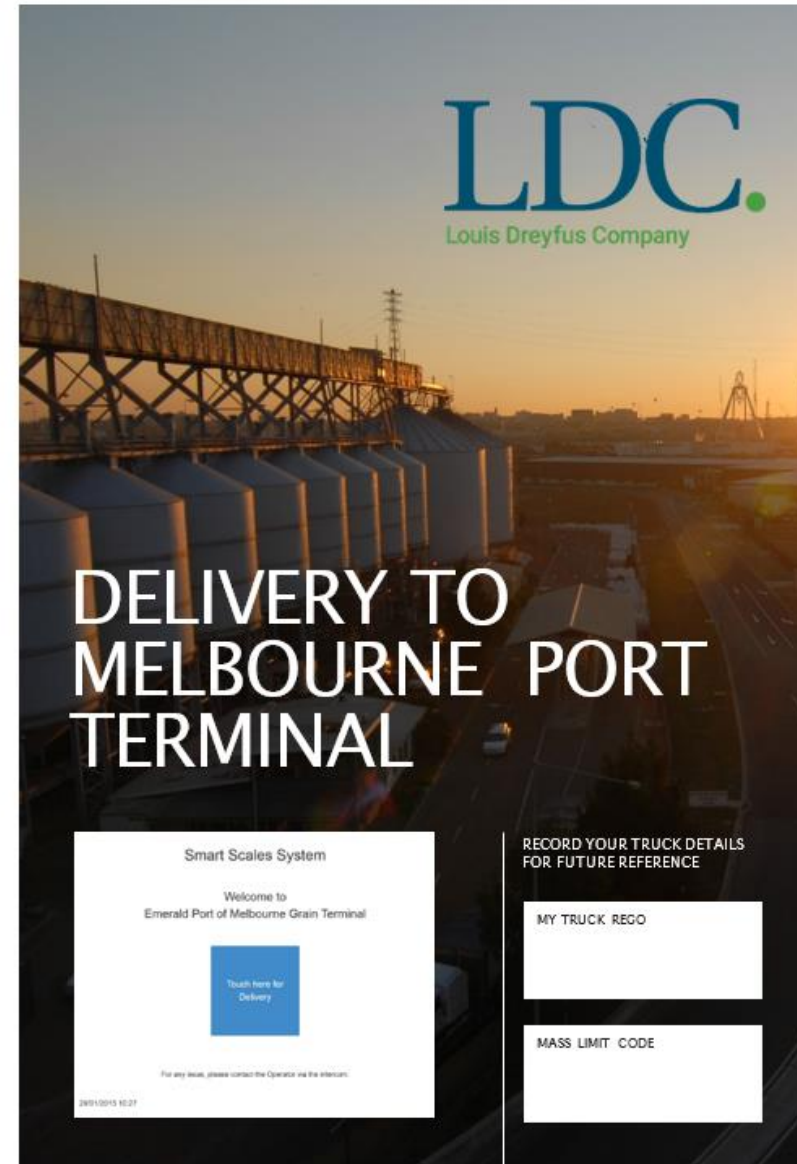 LDC.
Louis Dreyfus Company
DELIVERY TO
MELBOURNE PORT
TERMINAL
Smart Scales System
Welcome to
Emerald Port of Melbourne Grain Terminal
Touch here for
Delivery
For any issue, please contact the Operator via the intercom.
RECORD YOUR TRUCK DETAILS
FOR FUTURE REFERENCE
MY TRUCK REGO
MASS LIMIT CODE